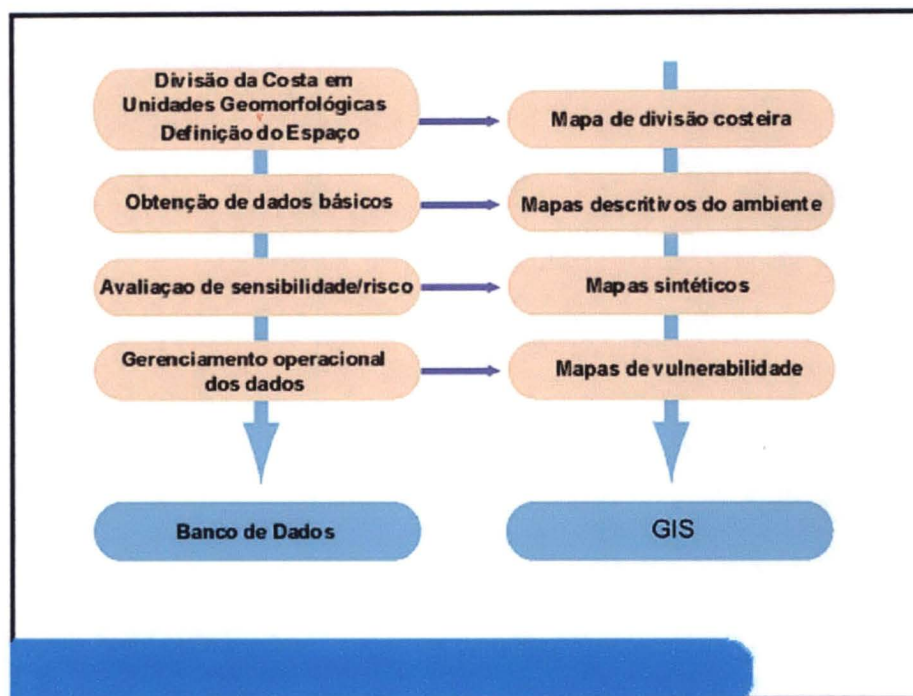 Divisão da Costa em
Unidades Geomorfológicas
Definição do Espaço
Mapa de divisão costeira
Obtenção de dados básicos
Mapas descritivos do ambiente
Avaliaçao de sensibilidade/risco
Mapas sintéticos
Gerenciamento operacional
dos dados
Mapas de vulnerabilidade
Banco de Dados
GIS